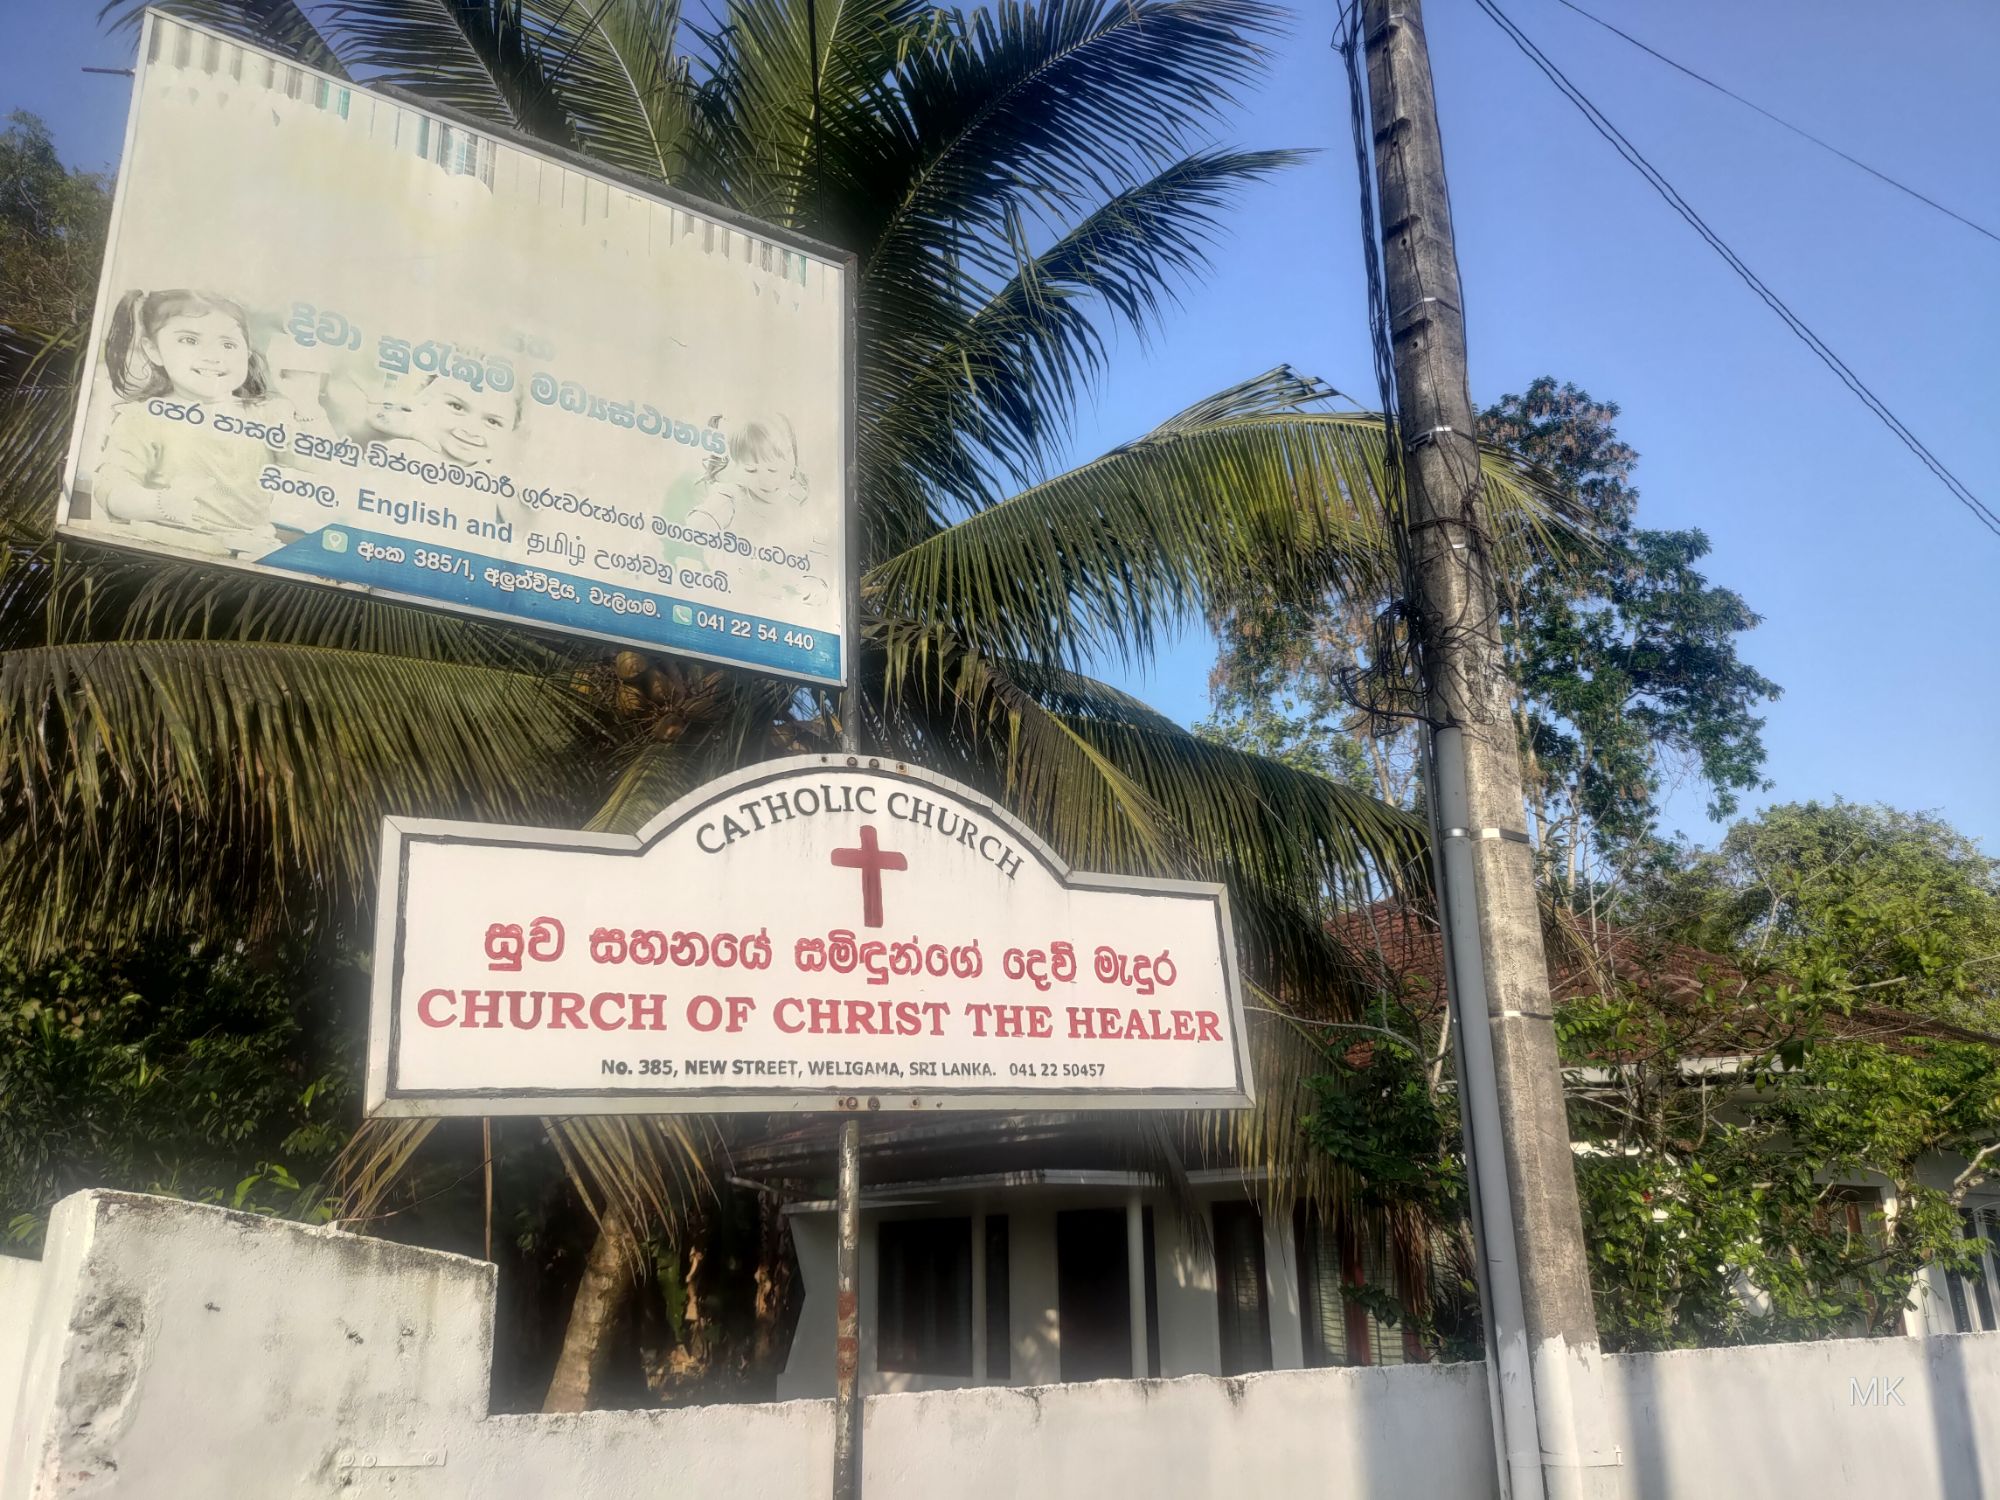 දිවා සුරැකුම් මධ්‍යස්ථානය
පෙර පාසල් පුහුණු ඩිප්ලෝමාධාරී ගුරුවරුන්ගේ මගපෙන්වීම යටතේ
සිංහල, English and தமிழ் උගන්වනු ලැබේ.
අංක 385/1, අලුත්වීදිය, වැලිගම. 041 22 54 440
CATHOLIC CHURCH
සුව සහනයේ සමිඳුන්ගේ දෙව් මැදුර
CHURCH OF CHRIST THE HEALER
No. 385, NEW STREET, WELIGAMA, SRI LANKA. 041 22 50457
MK